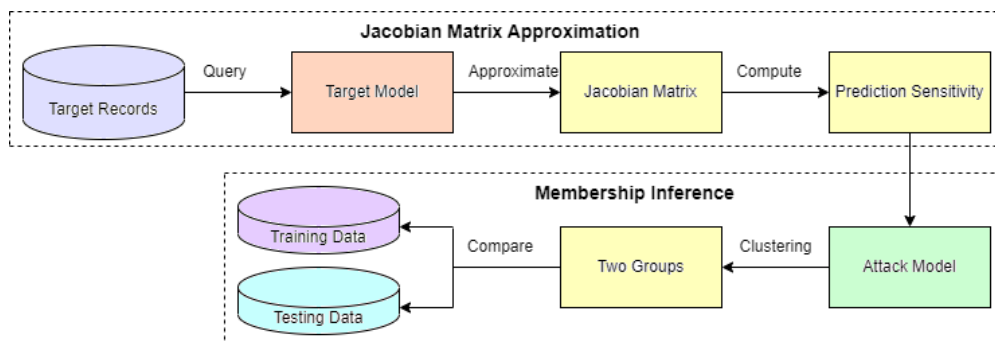 Jacobian Matrix Approximation
Target Records
Query
Target Model
Approximate
Jacobian Matrix
Compute
Prediction Sensitivity
Membership Inference
Training Data
Testing Data
Compare
Two Groups
Clustering
Attack Model